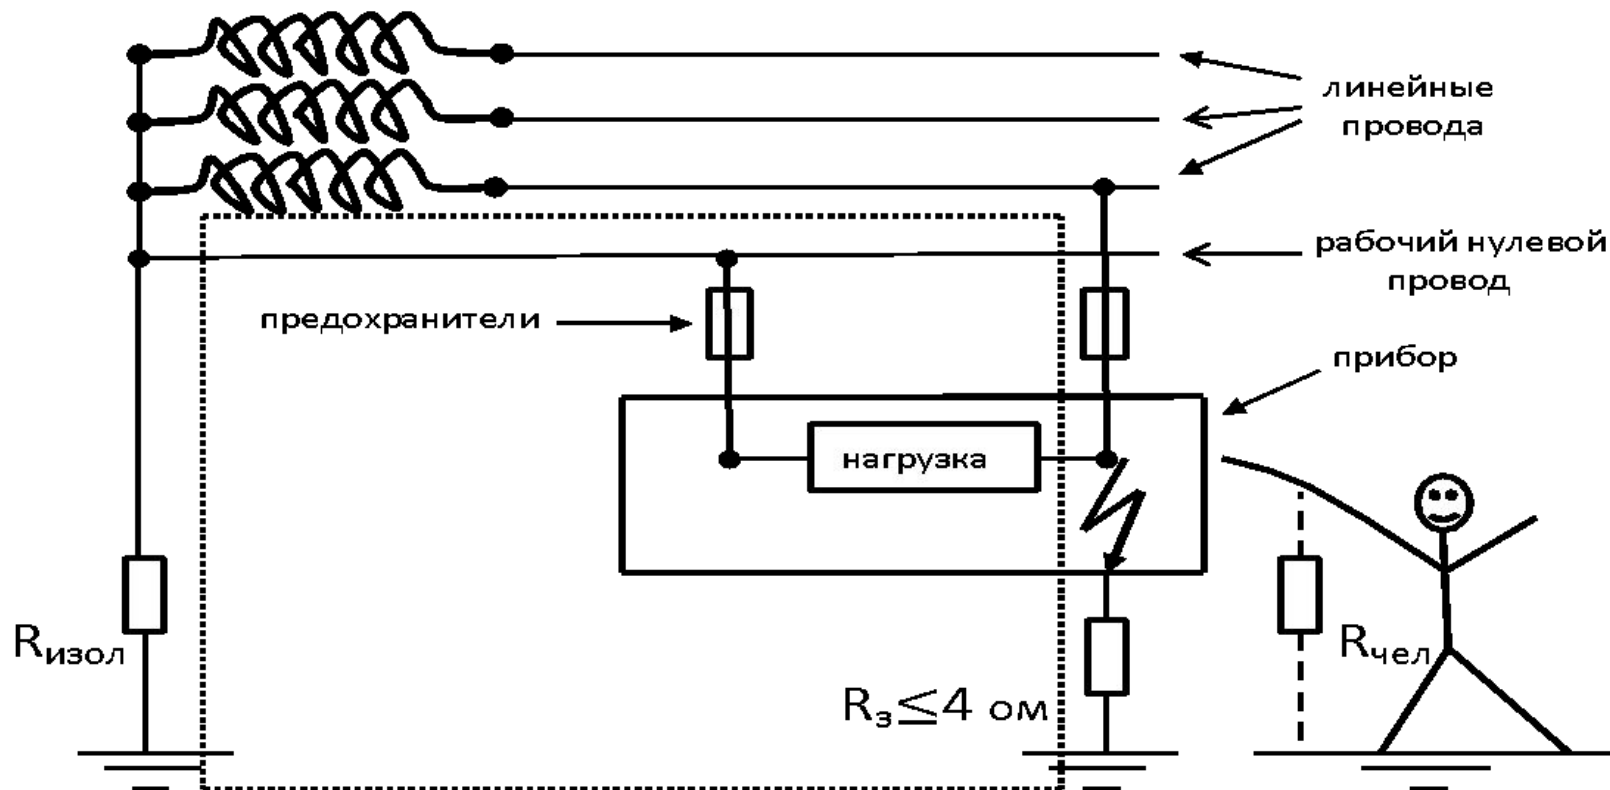 линейные
провода
рабочий нулевой
провод
предохранители
прибор
нагрузка
Rизол
Rчел
Rз≤4 ом